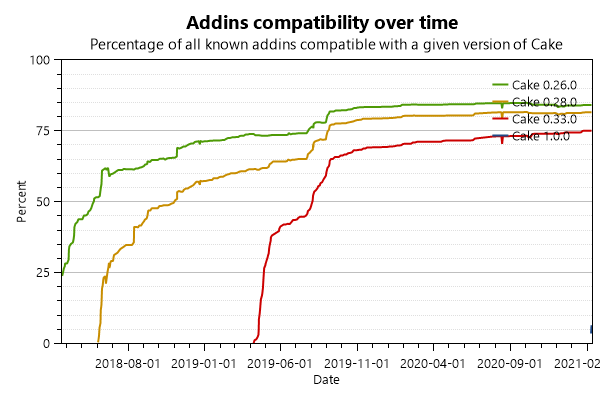 Addins compatibility over time
Percentage of all known addins compatible with a given version of Cake
100
75
50
25
0
Percent
Cake 0.26.0
Cake 0.28.0
Cake 0.33.0
Cake 1.0.0
2018-08-01
2019-01-01
2019-06-01
2019-11-01
2020-04-01
2020-09-01
2021-02
Date